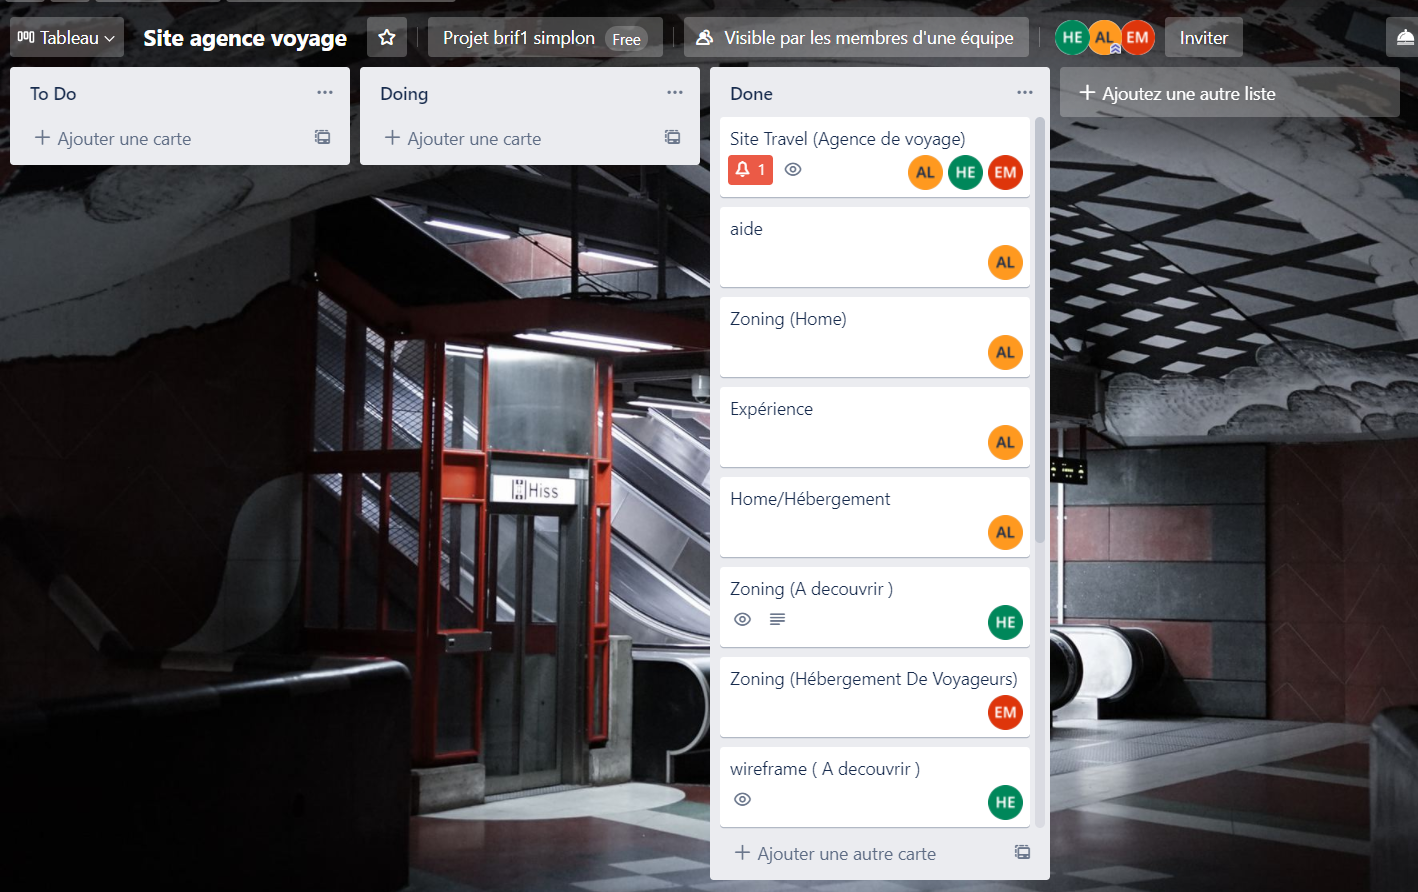 Tableau
Site agence voyage
Projet brif1 simplon Free
Visible par les membres d'une équipe
HE AL EM
Inviter
To Do
Ajouter une carte
Doing
Ajouter une carte
Done
Site Travel (Agence de voyage)
1
AL HE EM
aide
AL
Zoning (Home)
AL
Expérience
AL
Home/Hébergement
AL
Zoning (A decouvrir )
HE
Zoning (Hébergement De Voyageurs)
EM
wireframe ( A decouvrir )
HE
Ajouter une autre carte
Ajoutez une autre liste
Hiss